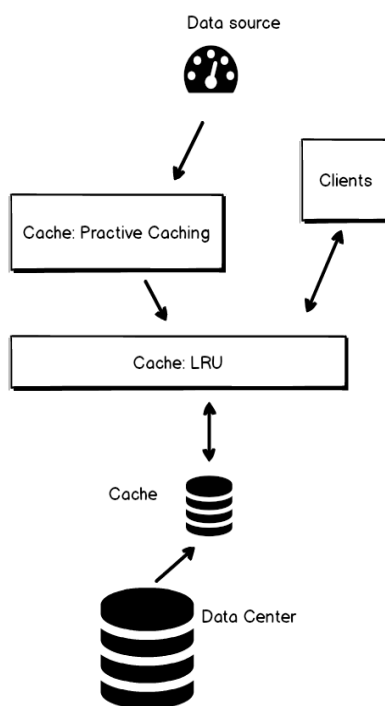 Data source
Clients
Cache: Practive Caching
Cache: LRU
Cache
Data Center